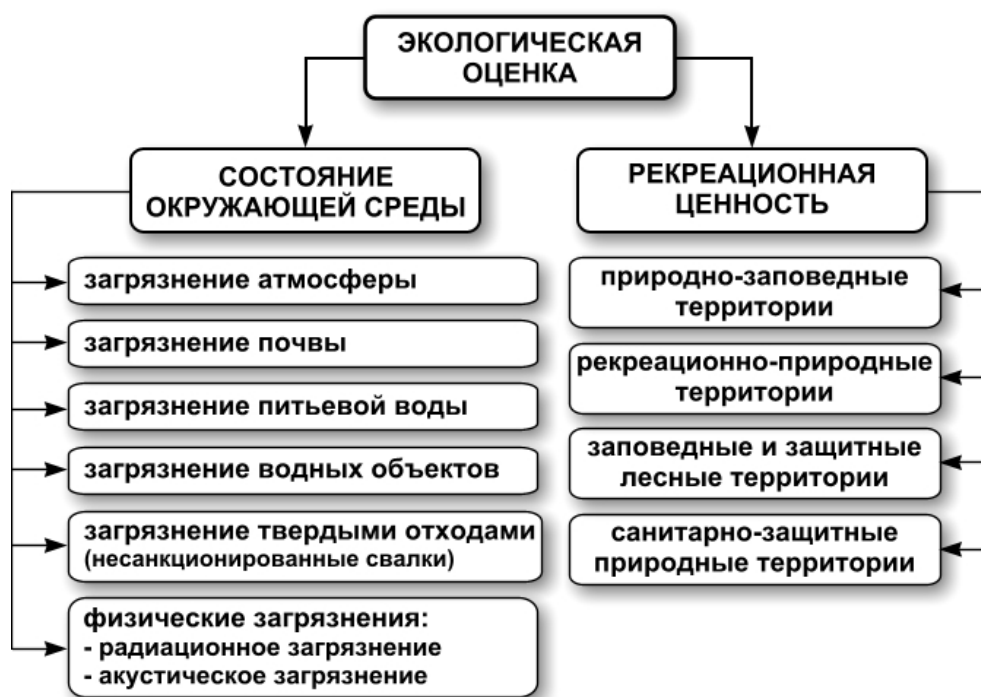 ЭКОЛОГИЧЕСКАЯ
ОЦЕНКА
СОСТОЯНИЕ
ОКРУЖАЮЩЕЙ СРЕДЫ
загрязнение атмосферы
загрязнение почвы
загрязнение питьевой воды
загрязнение водных объектов
загрязнение твердыми отходами
(несанкционированные свалки)
физические загрязнения:
- радиационное загрязнение
- акустическое загрязнение
РЕКРЕАЦИОННАЯ
ЦЕННОСТЬ
природно-заповедные
территории
рекреационно-природные
территории
заповедные и защитные
лесные территории
санитарно-защитные
природные территории